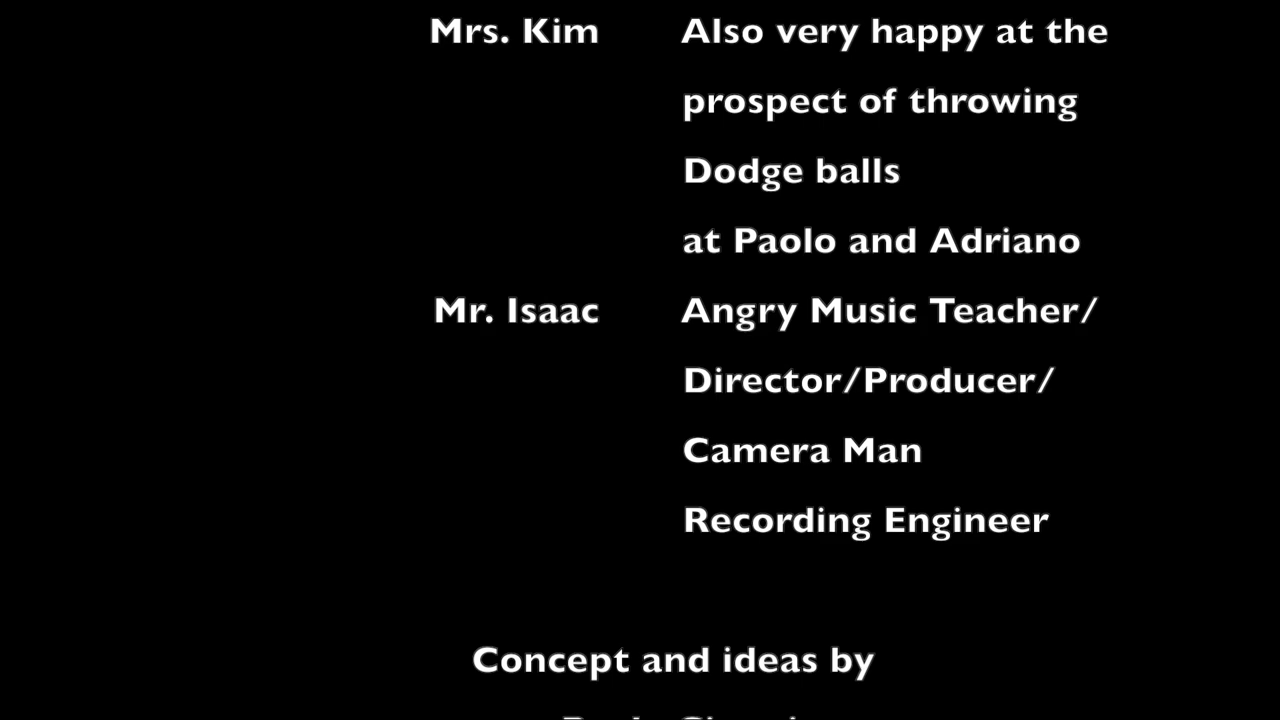 Mrs. Kim Also very happy at the
prospect of throwing
Dodge balls
at Paolo and Adriano
Mr. Isaac Angry Music Teacher/
Director/Producer/
Camera Man
Recording Engineer
Concept and ideas by